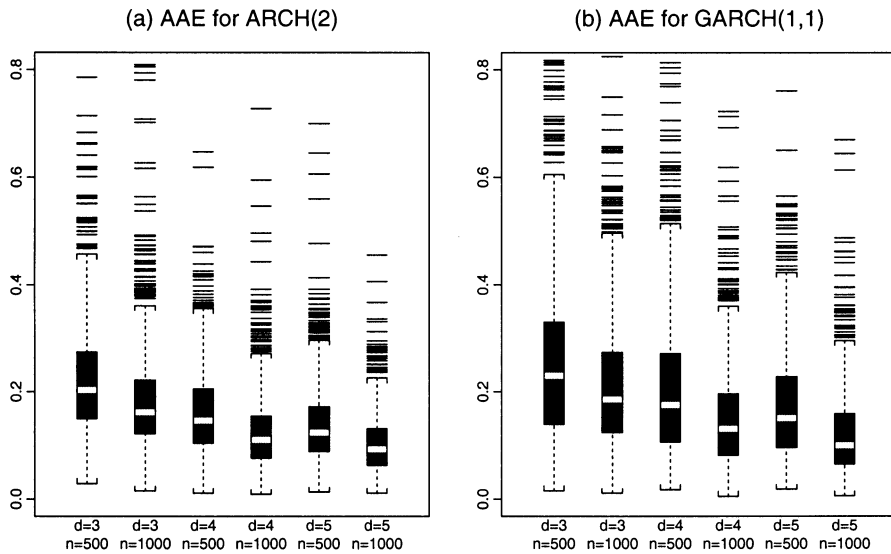 (a) AAE for ARCH(2)
0.8
0.6
0.4
0.2
0.0
d=3 d=3 d=4 d=4 d=5 d=5
n=500 n=1000 n=500 n=1000 n=500 n=1000
(b) AAE for GARCH(1,1)
0.8
0.6
0.4
0.2
0.0
d=3 d=3 d=4 d=4 d=5 d=5
n=500 n=1000 n=500 n=1000 n=500 n=1000